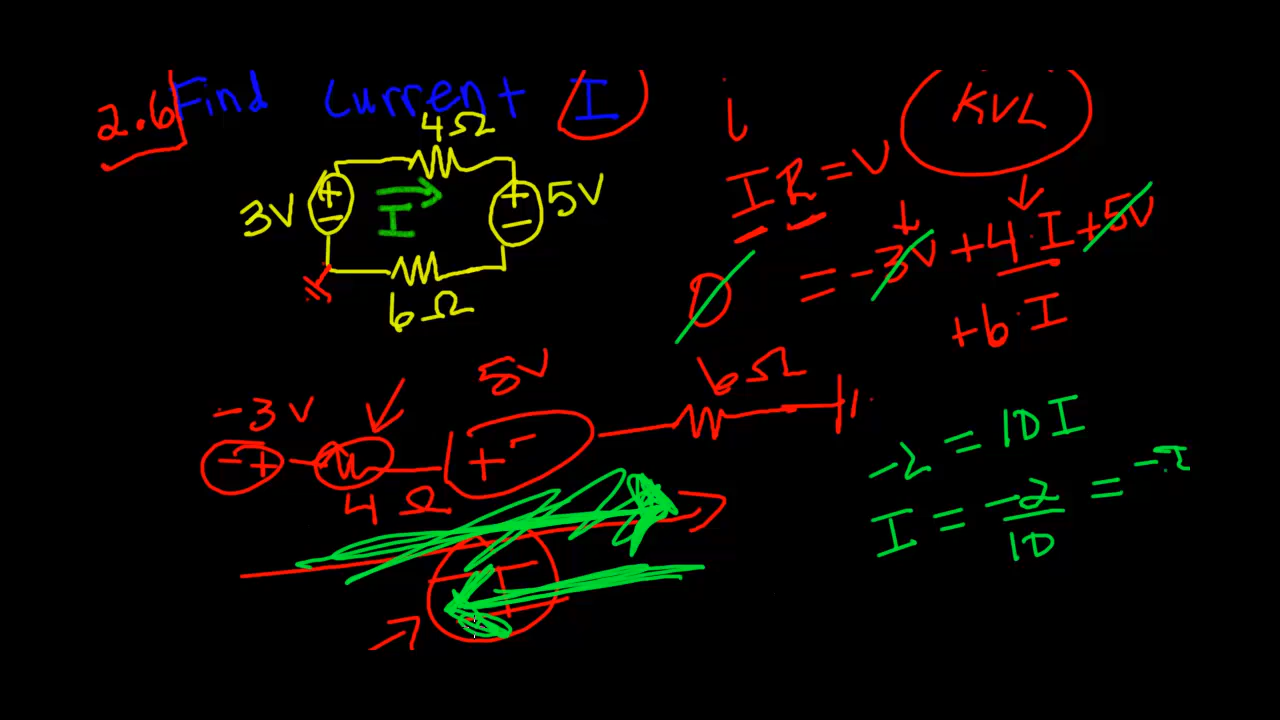 2.6 Find Current I
4Ω
3V
I
5V
6Ω
i
KVL
IR = V
0 = -3V + 4·I + 5V
+6·I
-3V
4Ω
5V
+ -
6Ω
- +
-2 = 10I
I = -2/10 = -.2